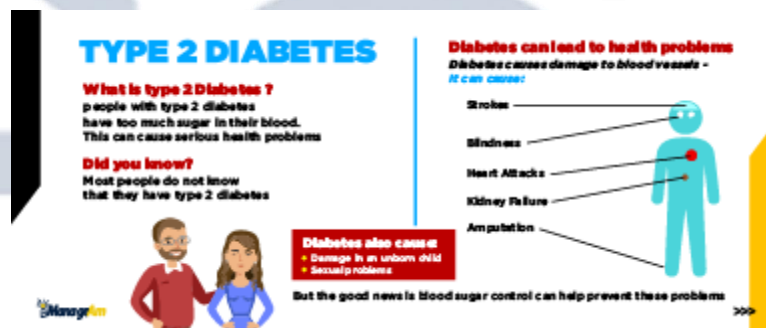 TYPE 2 DIABETES
What is type 2 Diabetes ?
people with type 2 diabetes
have too much sugar in their blood.
This can cause serious health problems
Did you know?
Most people do not know
that they have type 2 diabetes
Diabetes can lead to health problems
Diabetes causes damage to blood vessels -
It can cause:
Strokes
Blindness
Heart Attacks
Kidney Failure
Amputation
Diabetes also cause:
Damage in an unborn child
Sexual problems
But the good news is blood sugar control can help prevent these problems
ManagrAm
>>>